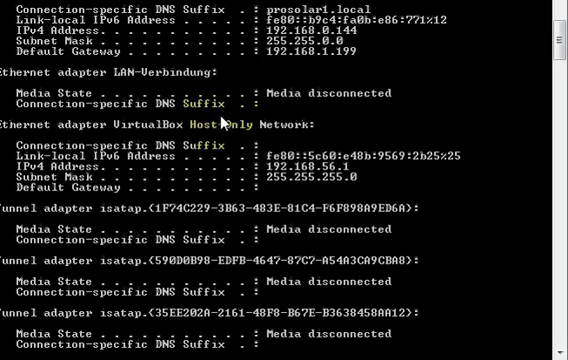 Connection-specific DNS Suffix . : prosolar1.local
Link-local IPv6 Address . . . . . : fe80::b9c4:fa0b:e86:771%12
IPv4 Address. . . . . . . . . . . : 192.168.0.144
Subnet Mask . . . . . . . . . . . : 255.255.0.0
Default Gateway . . . . . . . . . : 192.168.1.199
Ethernet adapter LAN-Verbindung:
Media State . . . . . . . . . . . : Media disconnected
Connection-specific DNS Suffix . :
Ethernet adapter VirtualBox Host-Only Network:
Connection-specific DNS Suffix . :
Link-local IPv6 Address . . . . . : fe80::5c60:e48b:9569:2b25%25
IPv4 Address. . . . . . . . . . . : 192.168.56.1
Subnet Mask . . . . . . . . . . . : 255.255.255.0
Default Gateway . . . . . . . . . :
Tunnel adapter isatap.{1F74C229-3B63-483E-81C4-F6F898A9ED6A}:
Media State . . . . . . . . . . . : Media disconnected
Connection-specific DNS Suffix . :
Tunnel adapter isatap.{590D0B98-EDFB-4647-87C7-A54A3CA9CBA8}:
Media State . . . . . . . . . . . : Media disconnected
Connection-specific DNS Suffix . :
Tunnel adapter isatap.{35EE202A-2161-48F8-B67E-B3638458AA12}:
Media State . . . . . . . . . . . : Media disconnected
Connection-specific DNS Suffix . :